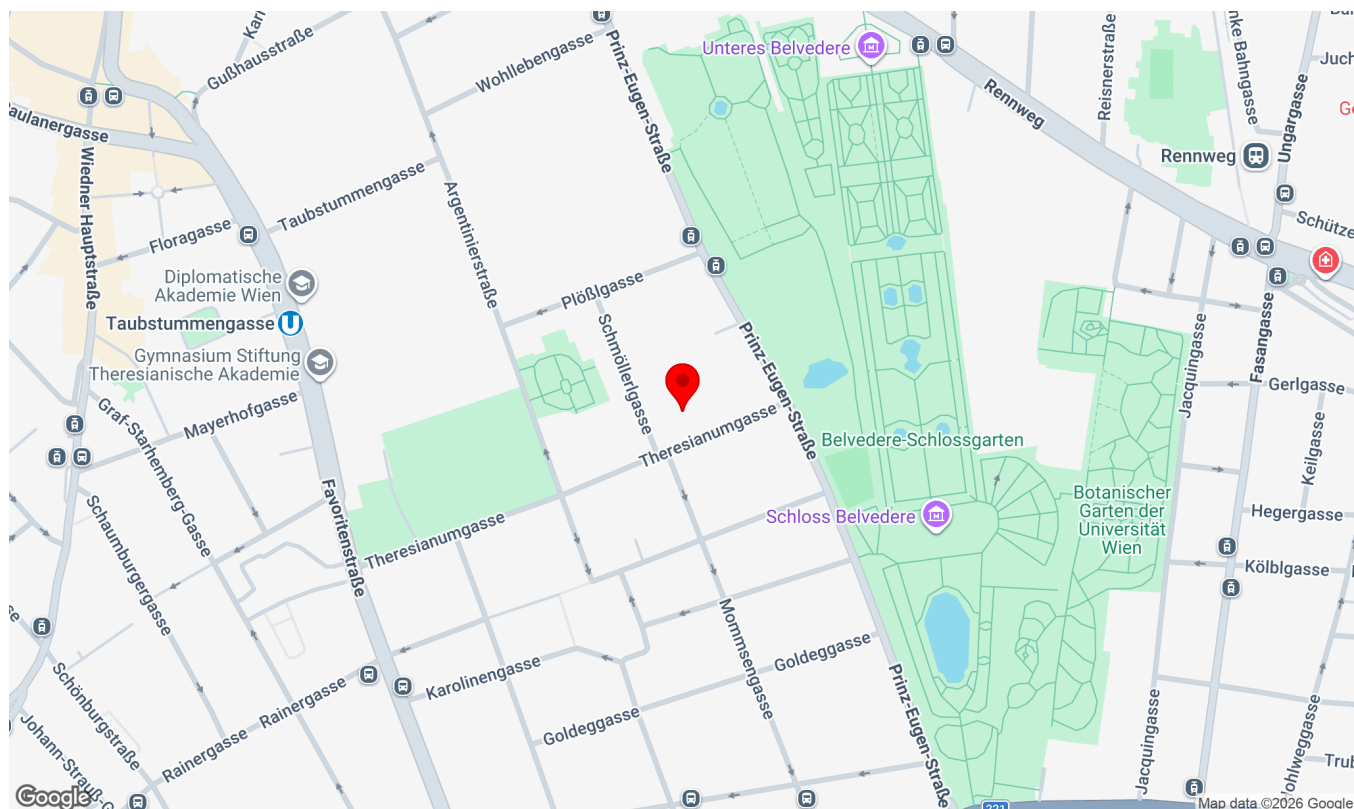 Gußhausstraße
Wohllebengasse
Prinz-Eugen-Straße
Unteres Belvedere
Rennweg
Reisnerstraße
Ungargasse
Paulanergasse
Wiedner Hauptstraße
Taubstummengasse
Argentinierstraße
Rennweg
Floragasse
Diplomatische
Akademie Wien
Taubstummengasse
Plößlgasse
Schmöllerlgasse
Prinz-Eugen-Straße
Gymnasium Stiftung
Theresianische Akademie
Mayerhofgasse
Graf-Starhemberg-Gasse
Theresianumgasse
Belvedere-Schlossgarten
Jacquingasse
Fasangasse
Gerlgasse
Keilgasse
Schaumburgergasse
Favoritenstraße
Theresianumgasse
Schloss Belvedere
Botanischer
Garten der
Universität
Wien
Hegergasse
Kölblgasse
Mommsengasse
Goldeggasse
Karolinengasse
Rainergasse
Schönburgstraße
Goldeggasse
Prinz-Eugen-Straße
Jacquingasse
Rainergasse
221
Google
Map data ©2026 Google